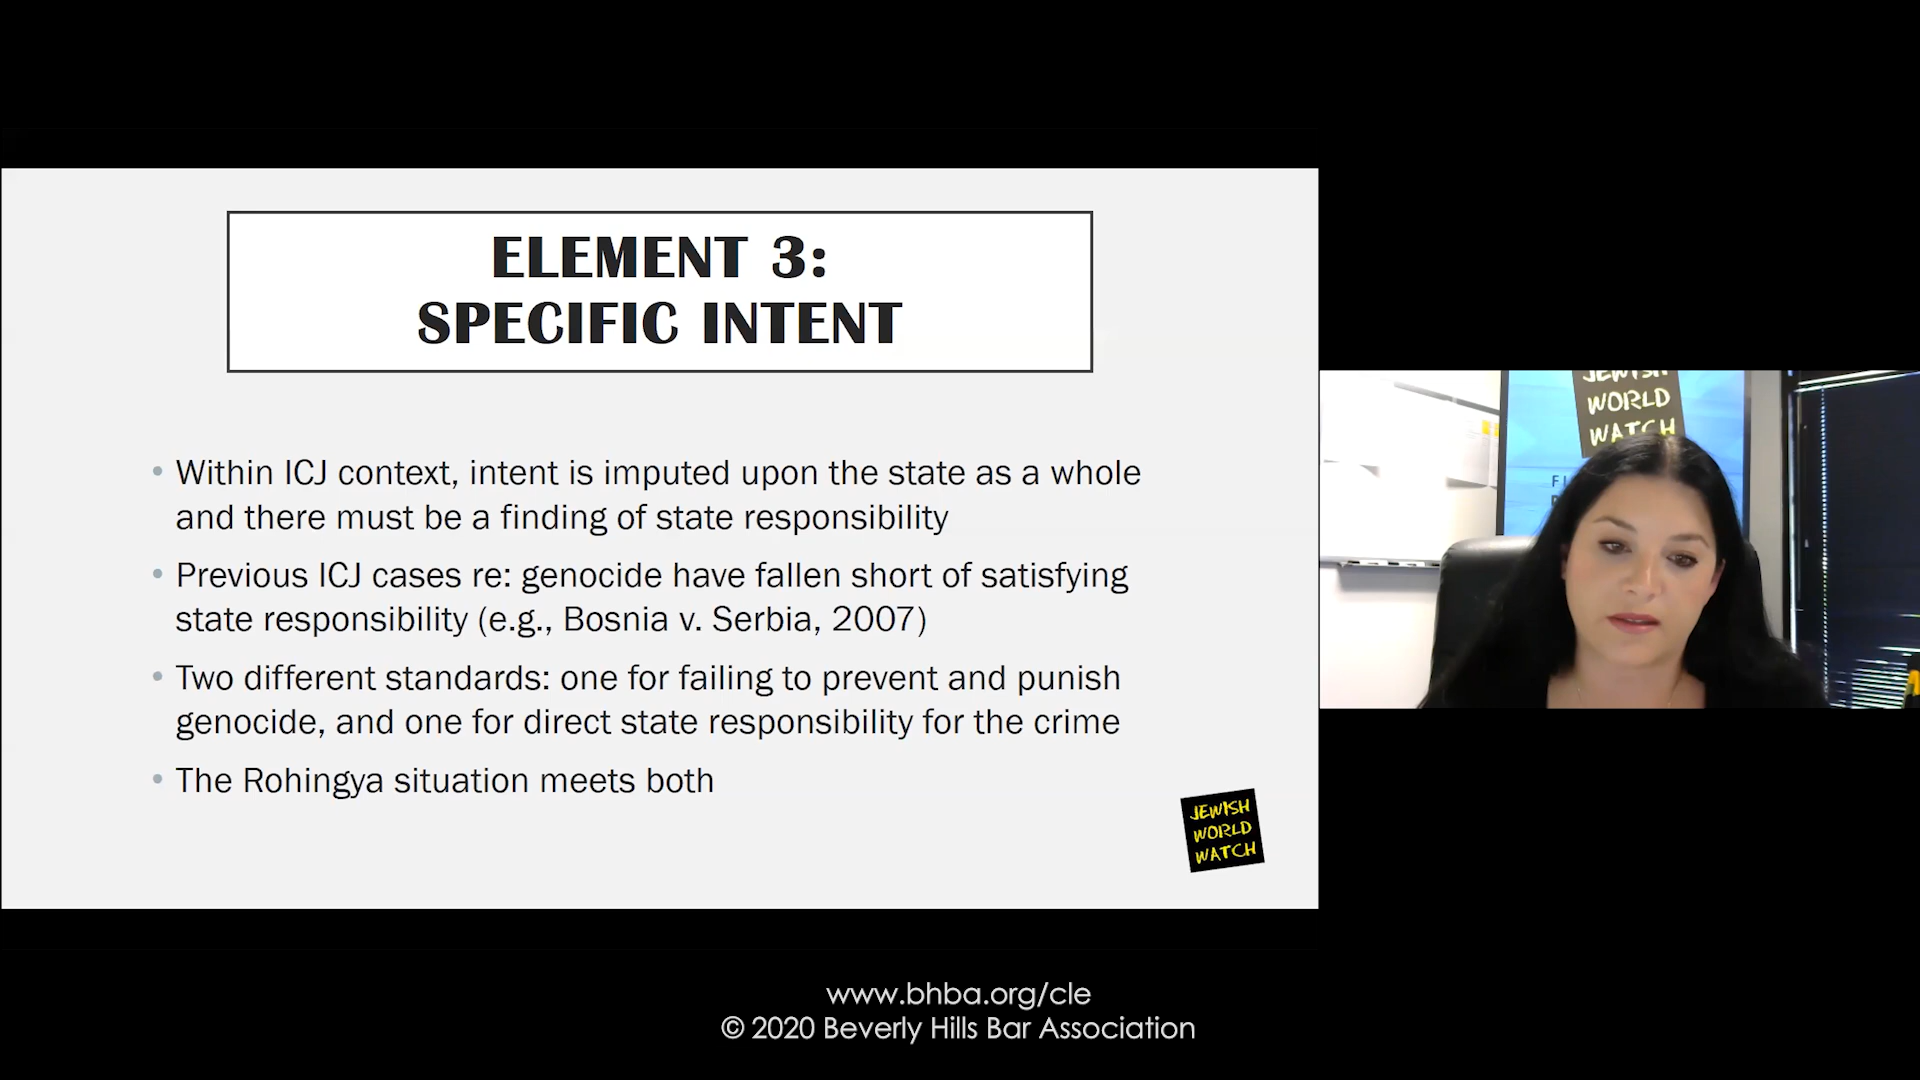 ELEMENT 3:
SPECIFIC INTENT
• Within ICJ context, intent is imputed upon the state as a whole
and there must be a finding of state responsibility
• Previous ICJ cases re: genocide have fallen short of satisfying
state responsibility (e.g., Bosnia v. Serbia, 2007)
• Two different standards: one for failing to prevent and punish
genocide, and one for direct state responsibility for the crime
• The Rohingya situation meets both
JEWISH
WORLD
WATCH
JEWISH
WORLD
WATCH
www.bhba.org/cle
© 2020 Beverly Hills Bar Association